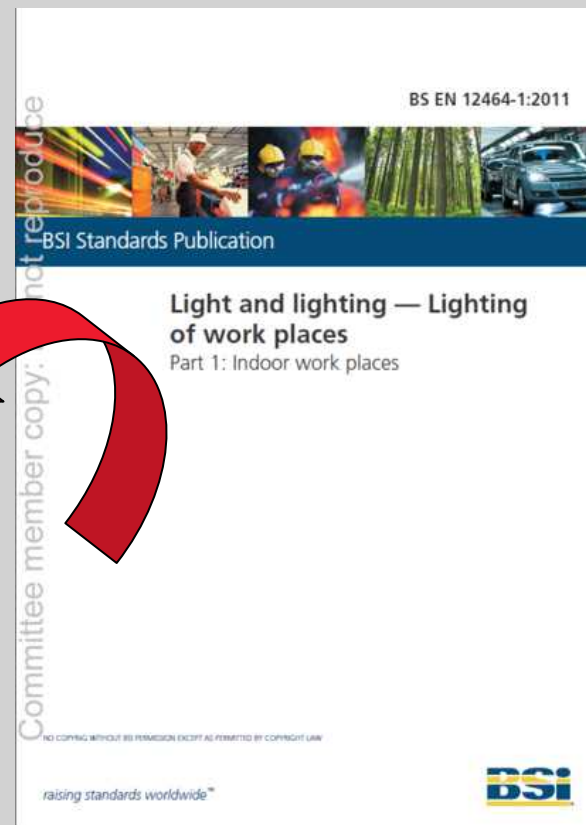 BS EN 12464-1:2011
BSI Standards Publication
Light and lighting — Lighting
of work places
Part 1: Indoor work places
Committee member copy: not reproduce
NO COPYING WITHOUT BSI PERMISSION EXCEPT AS PERMITTED BY COPYRIGHT LAW
raising standards worldwide™
BSi